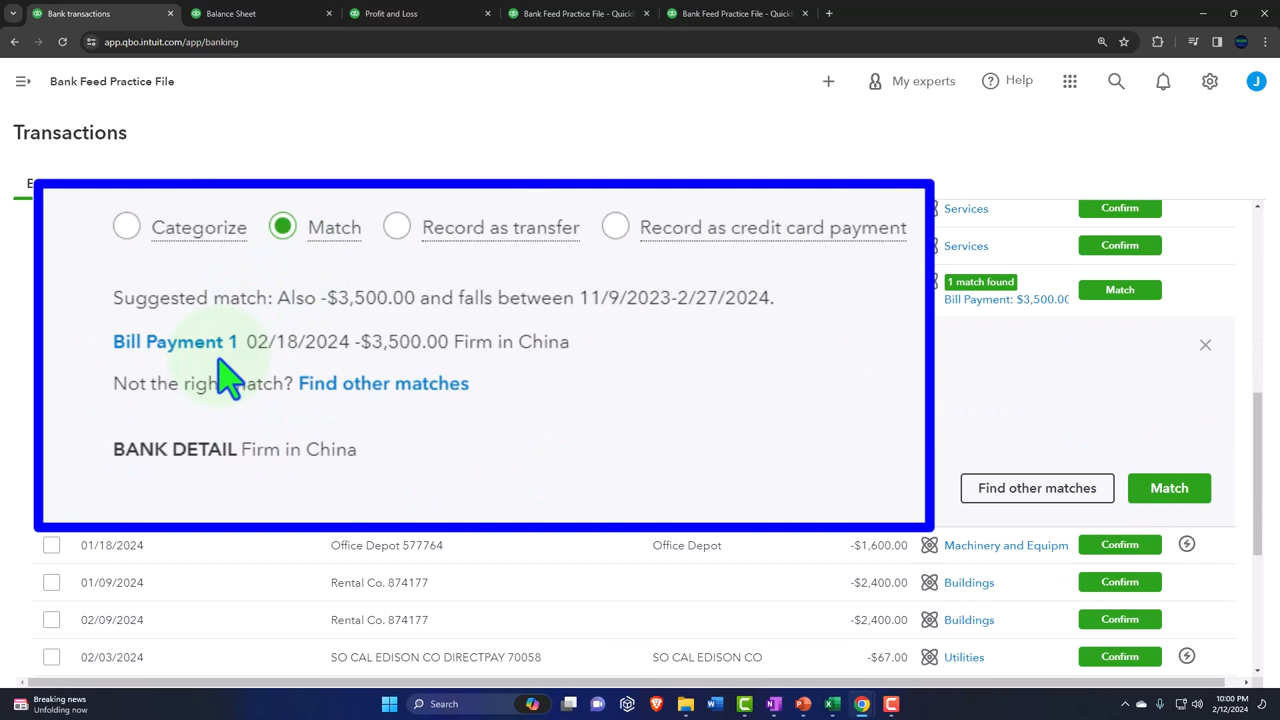 Bank transactions
Balance Sheet
Profit and Loss
Bank Feed Practice File - Quick
Bank Feed Practice File - Quick
app.qbo.intuit.com/app/banking
Bank Feed Practice File
My experts
Help
J
Transactions
Categorize Match Record as transfer Record as credit card payment
Suggested match: Also -$3,500.00 and falls between 11/9/2023-2/27/2024.
Bill Payment 1 02/18/2024 -$3,500.00 Firm in China
Not the right match? Find other matches
BANK DETAIL Firm in China
Services Confirm
Services Confirm
1 match found
Bill Payment: $3,500.00 Match
Find other matches Match
01/18/2024 Office Depot 577764 Office Depot -$1,600.00 Machinery and Equipm Confirm
01/09/2024 Rental Co. 874177 -$2,400.00 Buildings Confirm
02/09/2024 Rental Co. 874177 -$2,400.00 Buildings Confirm
02/03/2024 SO CAL EDISON CO DIRECTPAY 70058 SO CAL EDISON CO -$67.00 Utilities Confirm
Breaking news
Unfolding now
Search
10:00 PM
2/12/2024